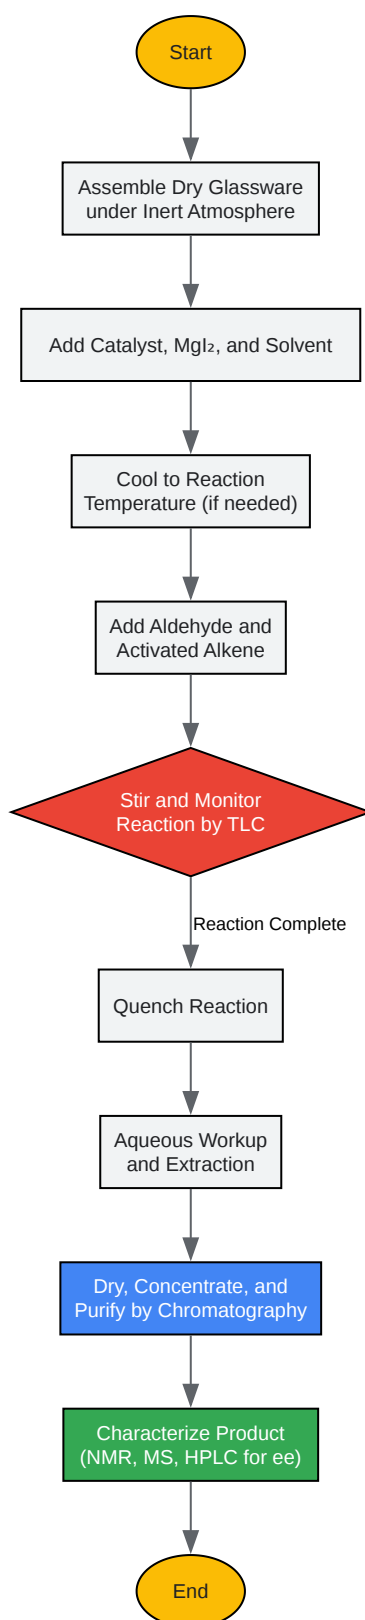 Start
Assemble Dry Glassware
under Inert Atmosphere
Add Catalyst, MgI₂, and Solvent
Cool to Reaction
Temperature (if needed)
Add Aldehyde and
Activated Alkene
Stir and Monitor
Reaction by TLC
Reaction Complete
Quench Reaction
Aqueous Workup
and Extraction
Dry, Concentrate, and
Purify by Chromatography
Characterize Product
(NMR, MS, HPLC for ee)
End